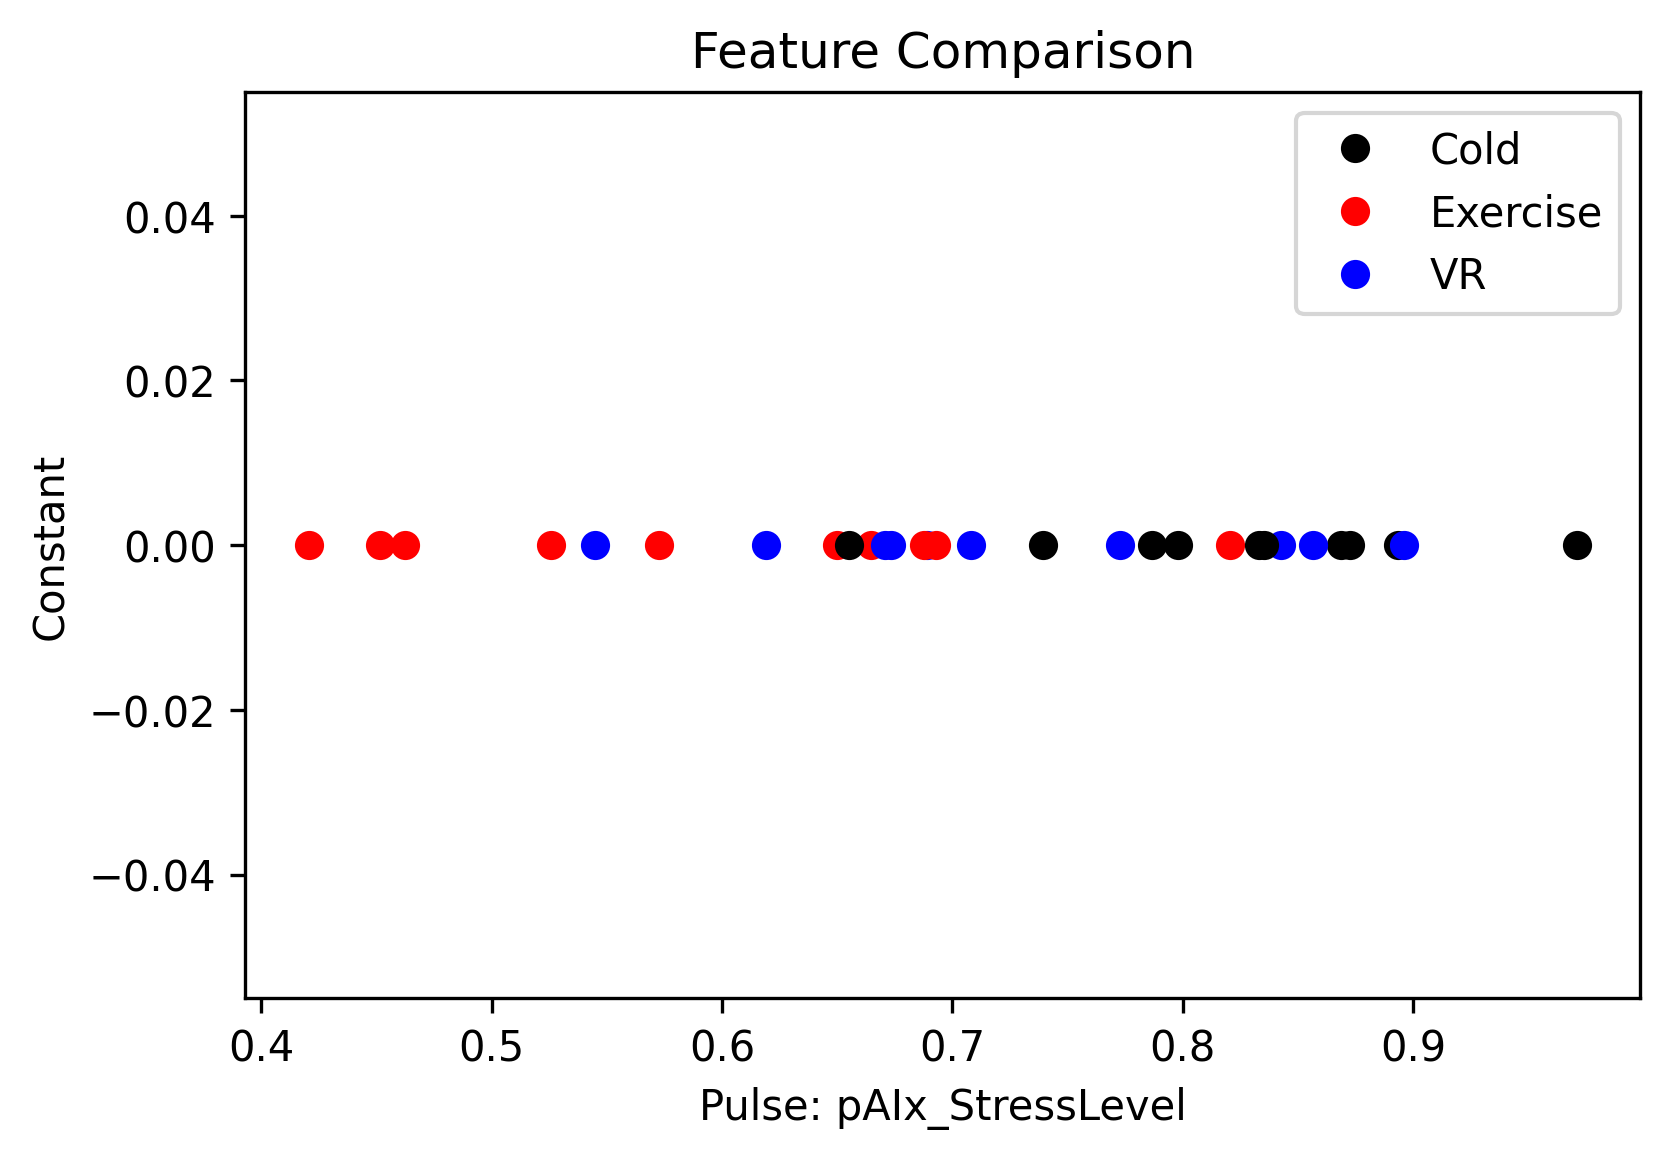 Feature Comparison
Cold
Exercise
VR
0.04
0.02
0.00
−0.02
−0.04
Constant
0.4 0.5 0.6 0.7 0.8 0.9
Pulse: pAIx_StressLevel